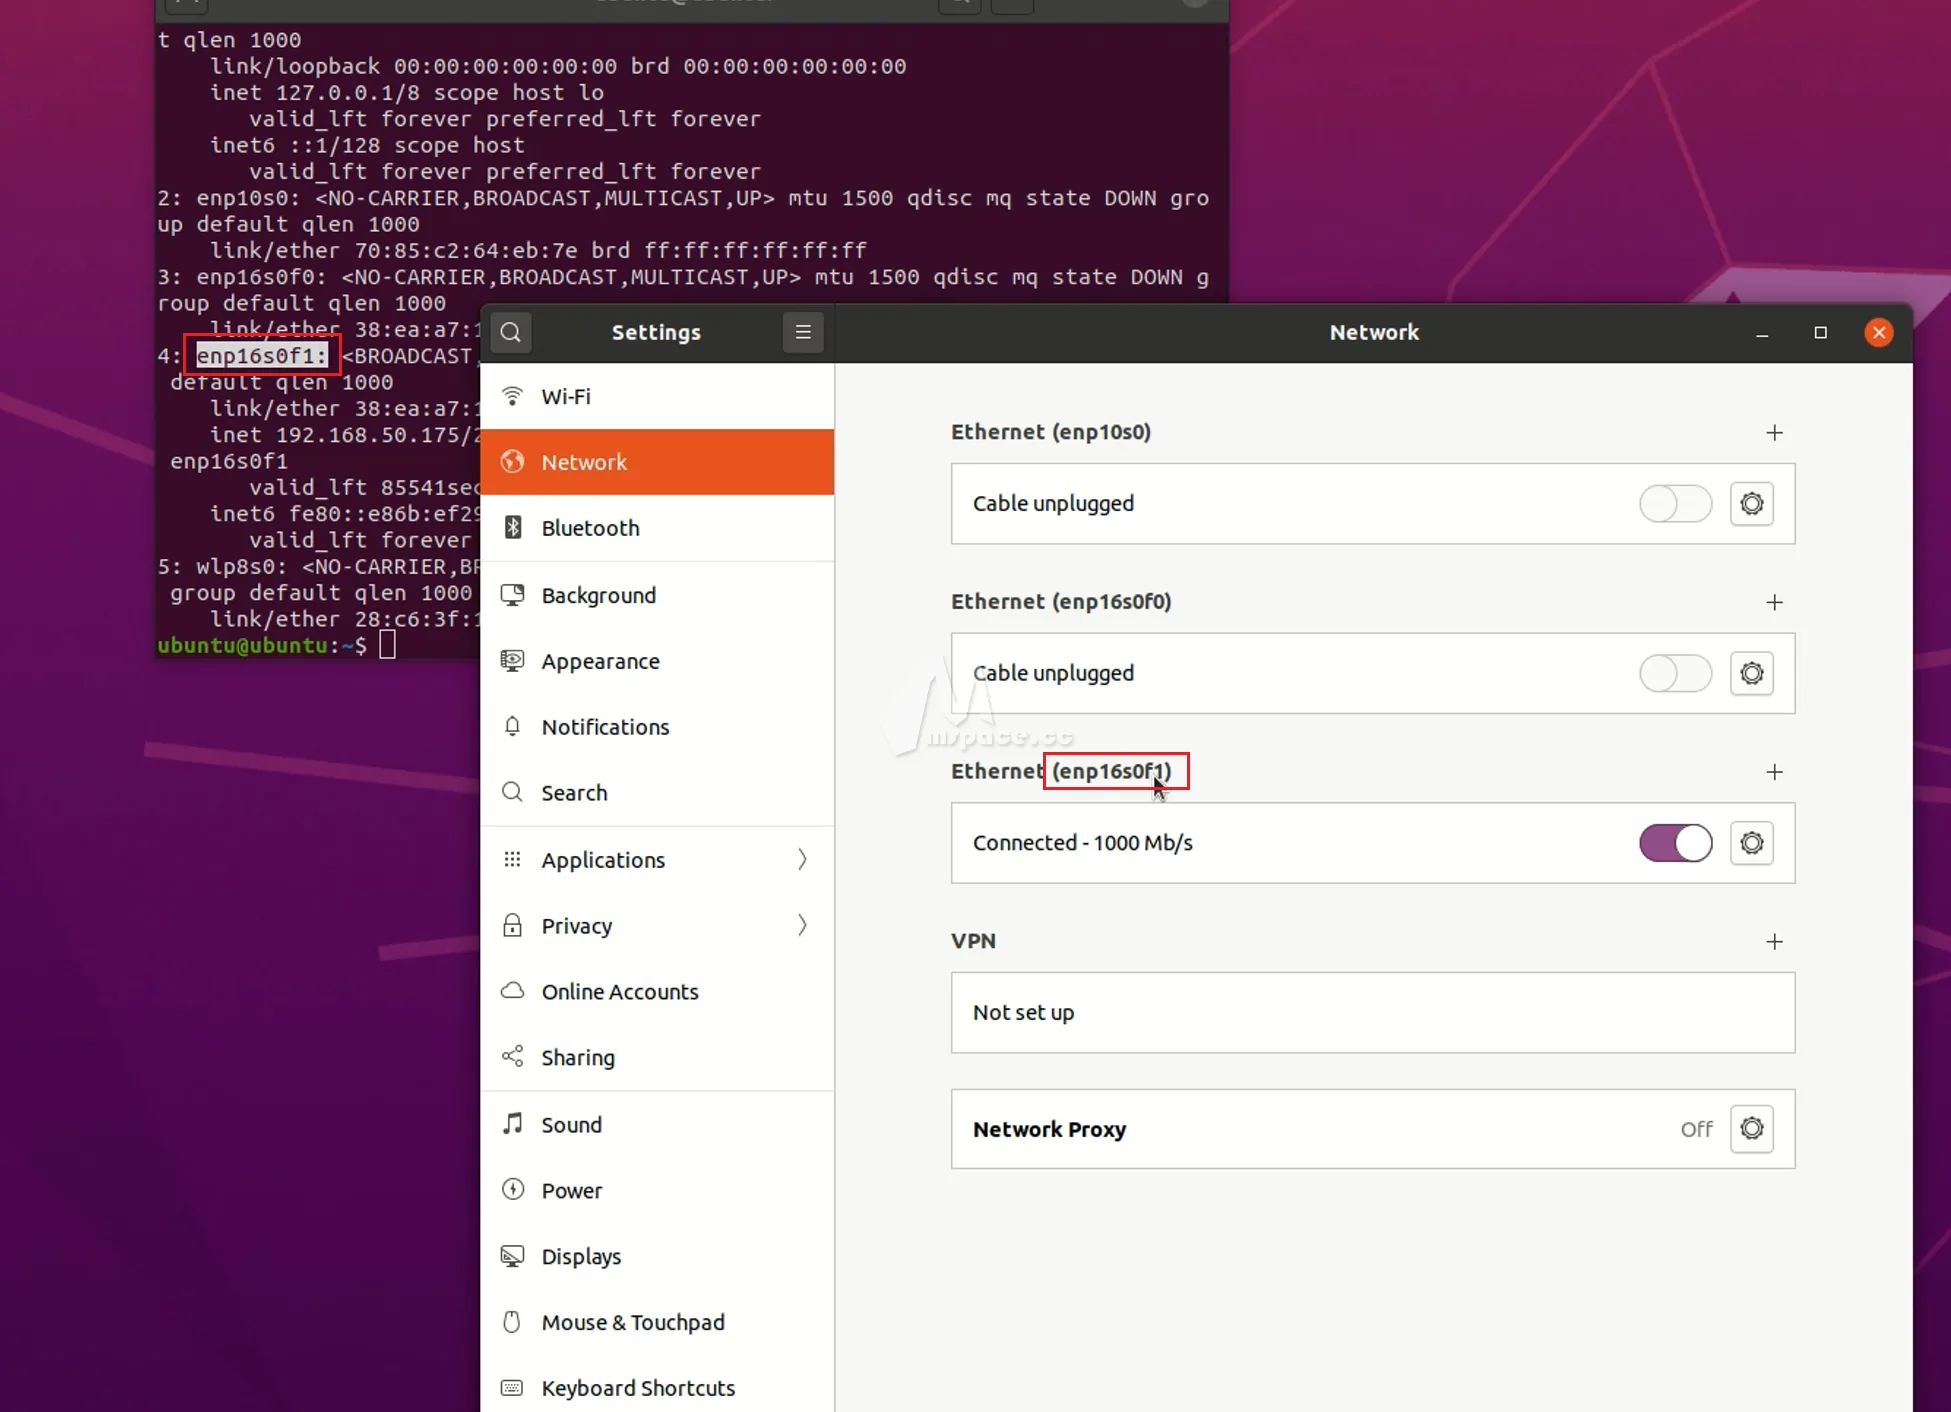 t qlen 1000
link/loopback 00:00:00:00:00:00 brd 00:00:00:00:00:00
inet 127.0.0.1/8 scope host lo
valid_lft forever preferred_lft forever
inet6 ::1/128 scope host
valid_lft forever preferred_lft forever
2: enp10s0: <NO-CARRIER,BROADCAST,MULTICAST,UP> mtu 1500 qdisc mq state DOWN gro
up default qlen 1000
link/ether 70:85:c2:64:eb:7e brd ff:ff:ff:ff:ff:ff
3: enp16s0f0: <NO-CARRIER,BROADCAST,MULTICAST,UP> mtu 1500 qdisc mq state DOWN g
roup default qlen 1000
link/ether 38:ea:a7:1
4: enp16s0f1: <BROADCAST,
default qlen 1000
link/ether 38:ea:a7:1
inet 192.168.50.175/2
enp16s0f1
valid_lft 85541sec
inet6 fe80::e86b:ef29
valid_lft forever
5: wlp8s0: <NO-CARRIER,BR
group default qlen 1000
link/ether 28:c6:3f:1
ubuntu@ubuntu:~$
Settings
Network
Wi-Fi
Network
Bluetooth
Background
Appearance
Notifications
Search
Applications
Privacy
Online Accounts
Sharing
Sound
Power
Displays
Mouse & Touchpad
Keyboard Shortcuts
Ethernet (enp10s0)
Cable unplugged
Ethernet (enp16s0f0)
Cable unplugged
mspace.cc
Ethernet (enp16s0f1)
Connected - 1000 Mb/s
VPN
Not set up
Network Proxy
Off